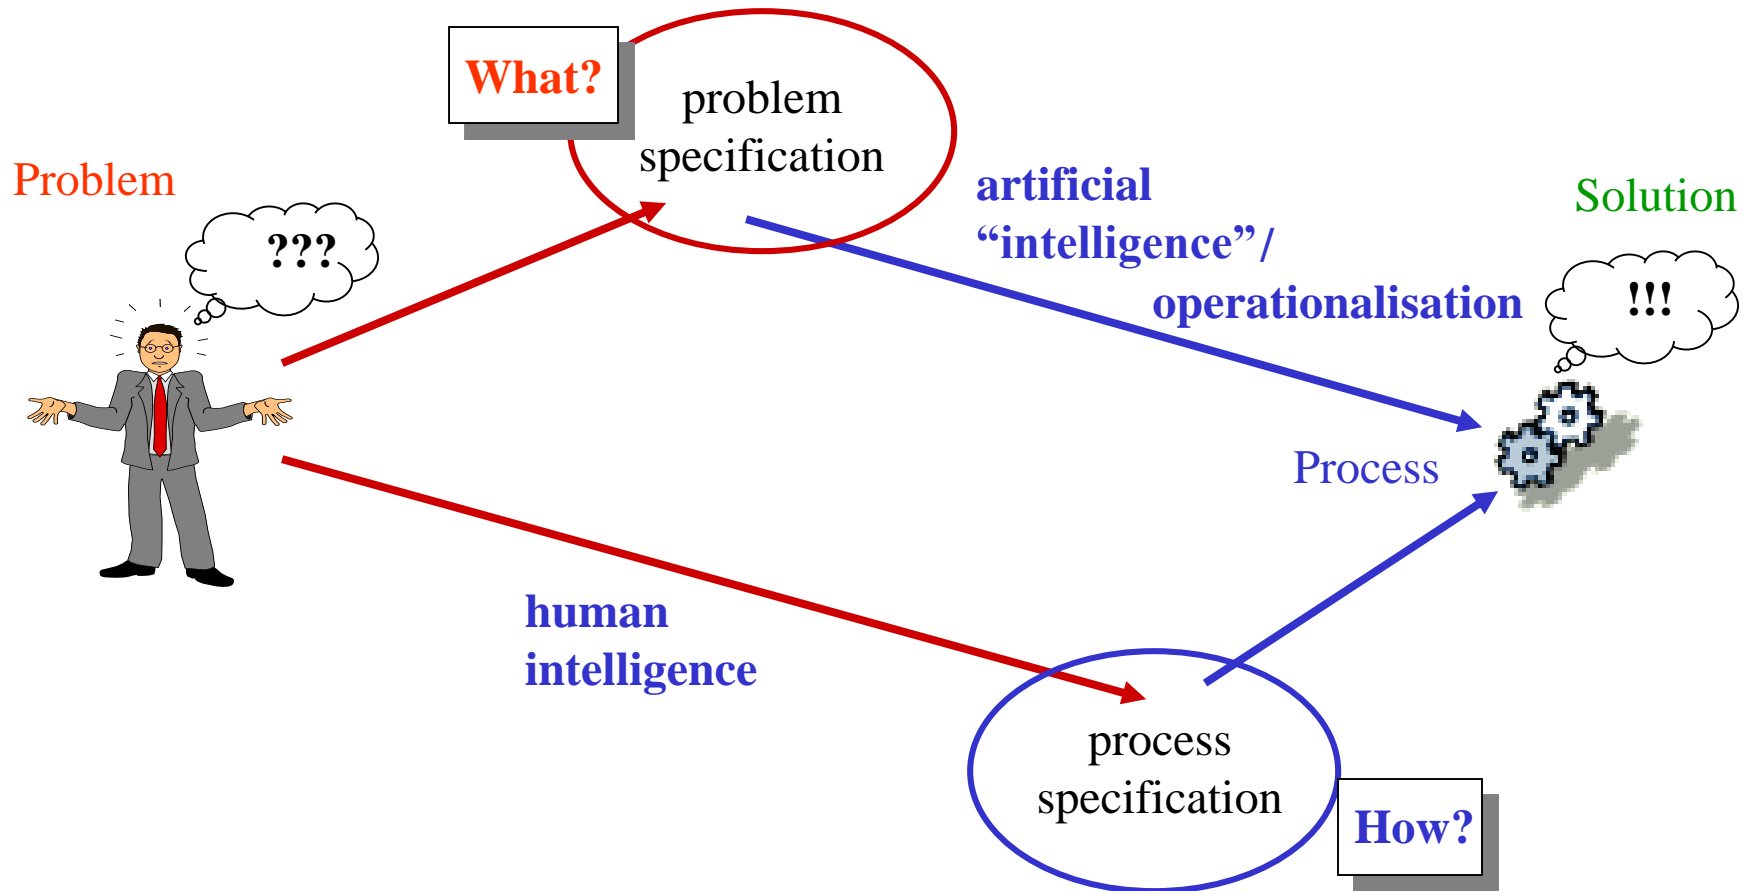 What?
problem
specification
Problem
???
artificial
“intelligence”/
operationalisation
Solution
!!!
Process
human
intelligence
process
specification
How?